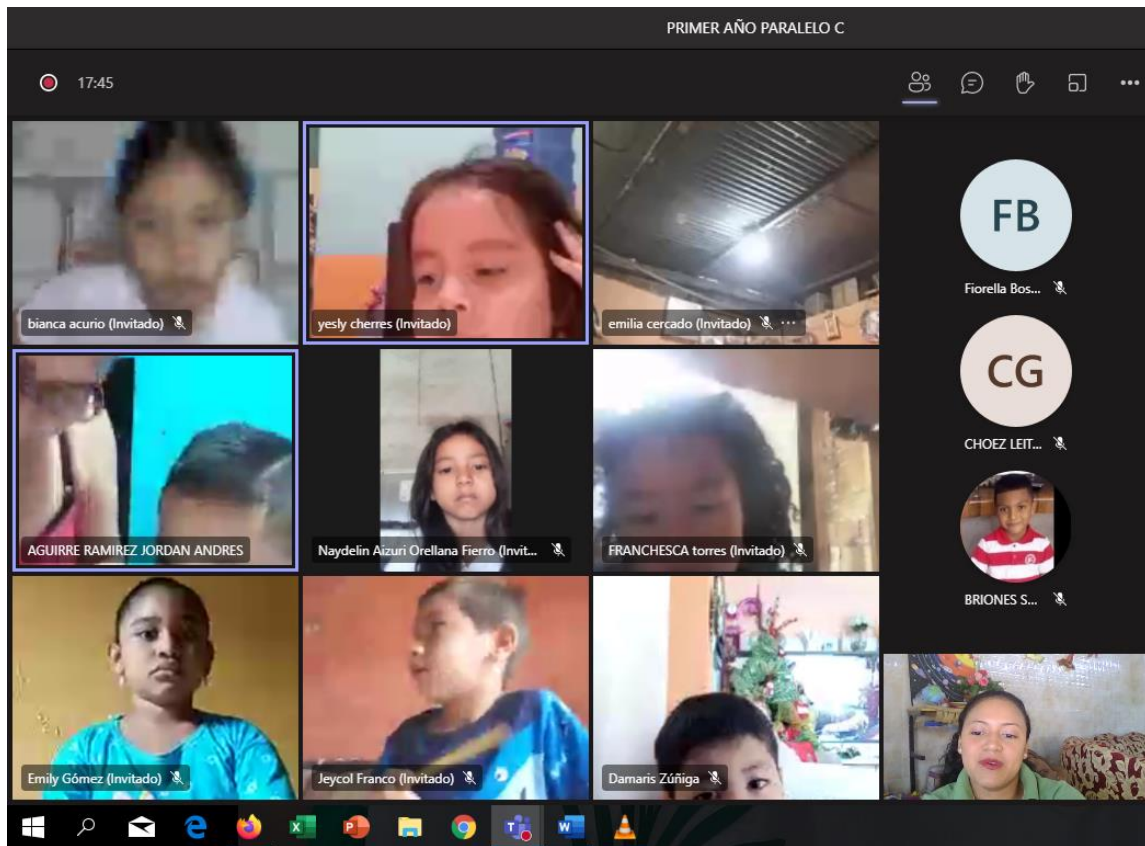 PRIMER AÑO PARALELO C
17:45
bianca acurio (Invitado)
yesly cherres (Invitado)
emilia cercado (Invitado) ...
FB
Fiorella Bos...
AGUIRRE RAMIREZ JORDAN ANDRES
Naydelin Aizuri Orellana Fierro (Invit...
FRANCHESCA torres (Invitado)
CG
CHOEZ LEIT...
BRIONES S...
Emily Gómez (Invitado)
Jeycol Franco (Invitado)
Damaris Zúñiga